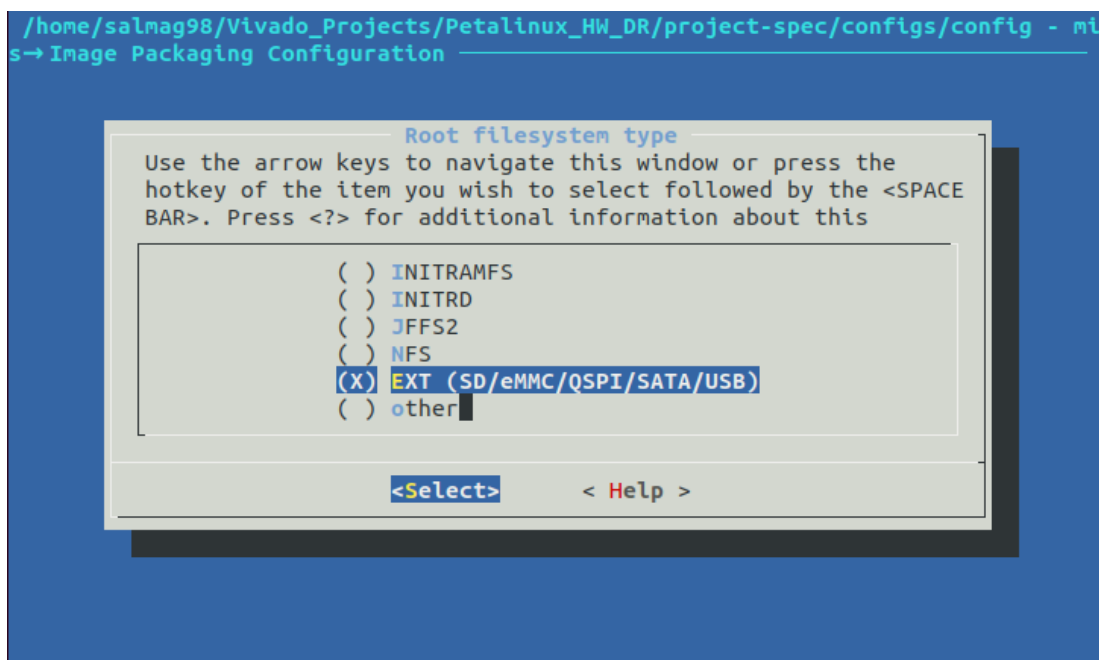 /home/salmag98/Vivado_Projects/Petalinux_HW_DR/project-spec/configs/config - mi
s→Image Packaging Configuration
Root filesystem type
Use the arrow keys to navigate this window or press the
hotkey of the item you wish to select followed by the <SPACE
BAR>. Press <?> for additional information about this
( ) INITRAMFS
( ) INITRD
( ) JFFS2
( ) NFS
(X) EXT (SD/eMMC/QSPI/SATA/USB)
( ) other
<Select> < Help >